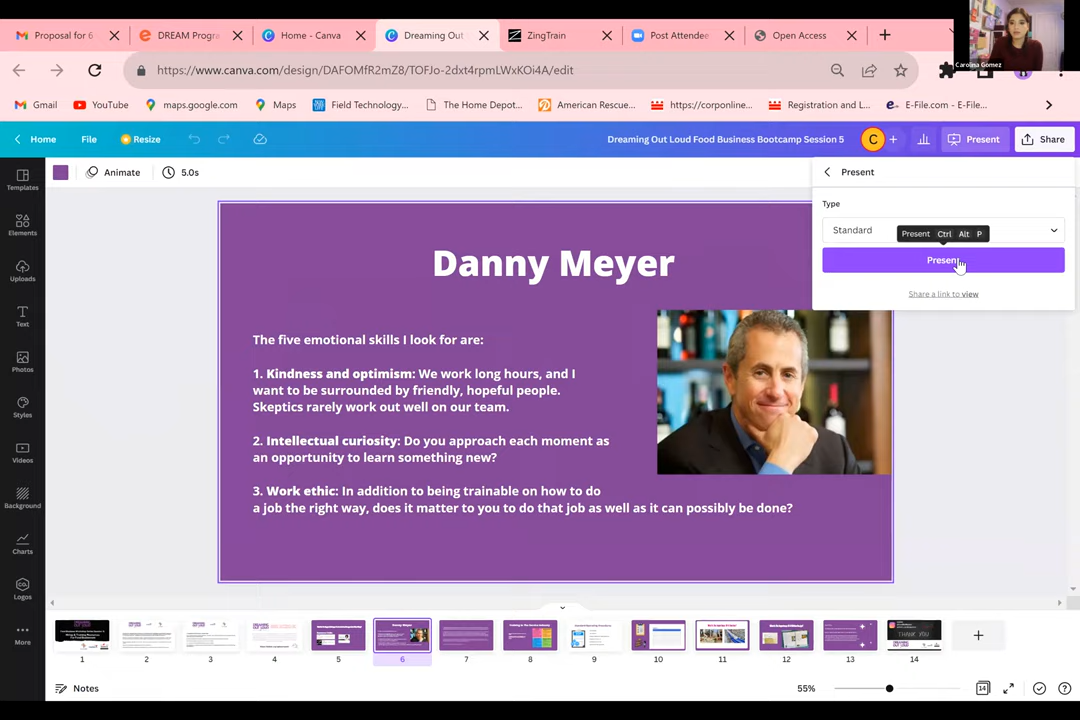 Proposal for 6
DREAM Progra
Home - Canva
Dreaming Out
ZingTrain
Post Attendee
Open Access
Carolina Gomez
https://www.canva.com/design/DAFOMfR2mZ8/TOFJo-2dxt4rpmLWxKOi4A/edit
Gmail
YouTube
maps.google.com
Maps
Field Technology...
The Home Depot...
American Rescue...
https://corponline...
Registration and L...
E-File.com - E-File...
Home
File
Resize
Dreaming Out Loud Food Business Bootcamp Session 5
C
Present
Share
Animate
5.0s
Present
Type
Standard
Present Ctrl Alt P
Present
Share a link to view
Templates
Elements
Uploads
Text
Photos
Styles
Videos
Background
Charts
Logos
More
Danny Meyer
The five emotional skills I look for are:
1. Kindness and optimism: We work long hours, and I
want to be surrounded by friendly, hopeful people.
Skeptics rarely work out well on our team.
2. Intellectual curiosity: Do you approach each moment as
an opportunity to learn something new?
3. Work ethic: In addition to being trainable on how to do
a job the right way, does it matter to you to do that job as well as it can possibly be done?
THANK YOU
1
2
3
4
5
6
7
8
9
10
11
12
13
14
Notes
55%
14